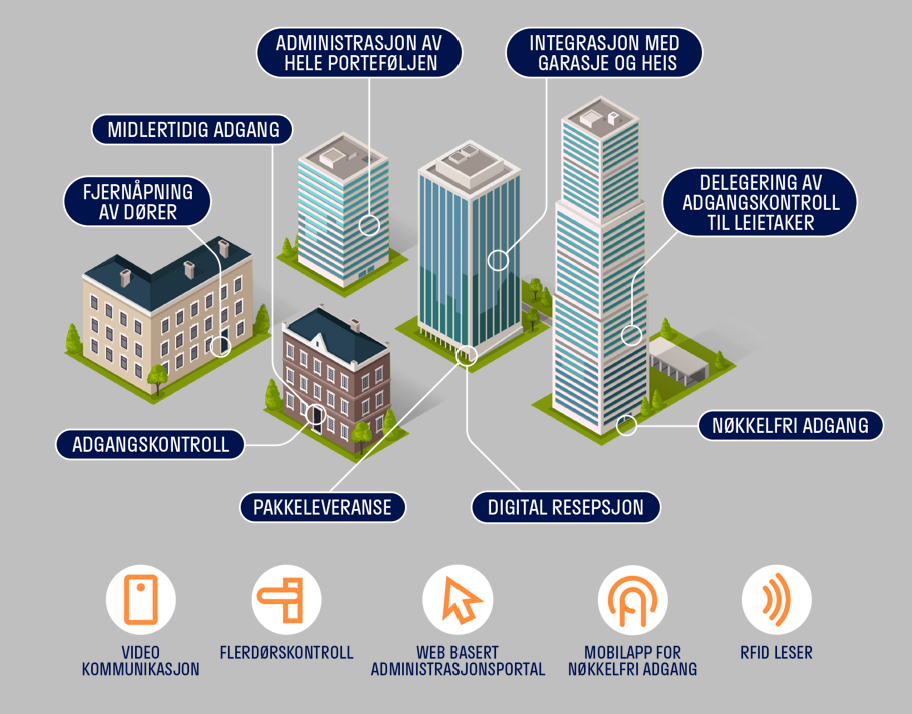 ADMINISTRASJON AV
HELE PORTEFØLJEN
INTEGRASJON MED
GARASJE OG HEIS
MIDLERTIDIG ADGANG
FJERNÅPNING
AV DØRER
DELEGERING AV
ADGANGSKONTROLL
TIL LEIETAKER
NØKKELFRI ADGANG
ADGANGSKONTROLL
PAKKELEVERANSE
DIGITAL RESEPSJON
VIDEO
KOMMUNIKASJON
FLERDØRSKONTROLL
WEB BASERT
ADMINISTRASJONSPORTAL
MOBILAPP FOR
NØKKELFRI ADGANG
RFID LESER